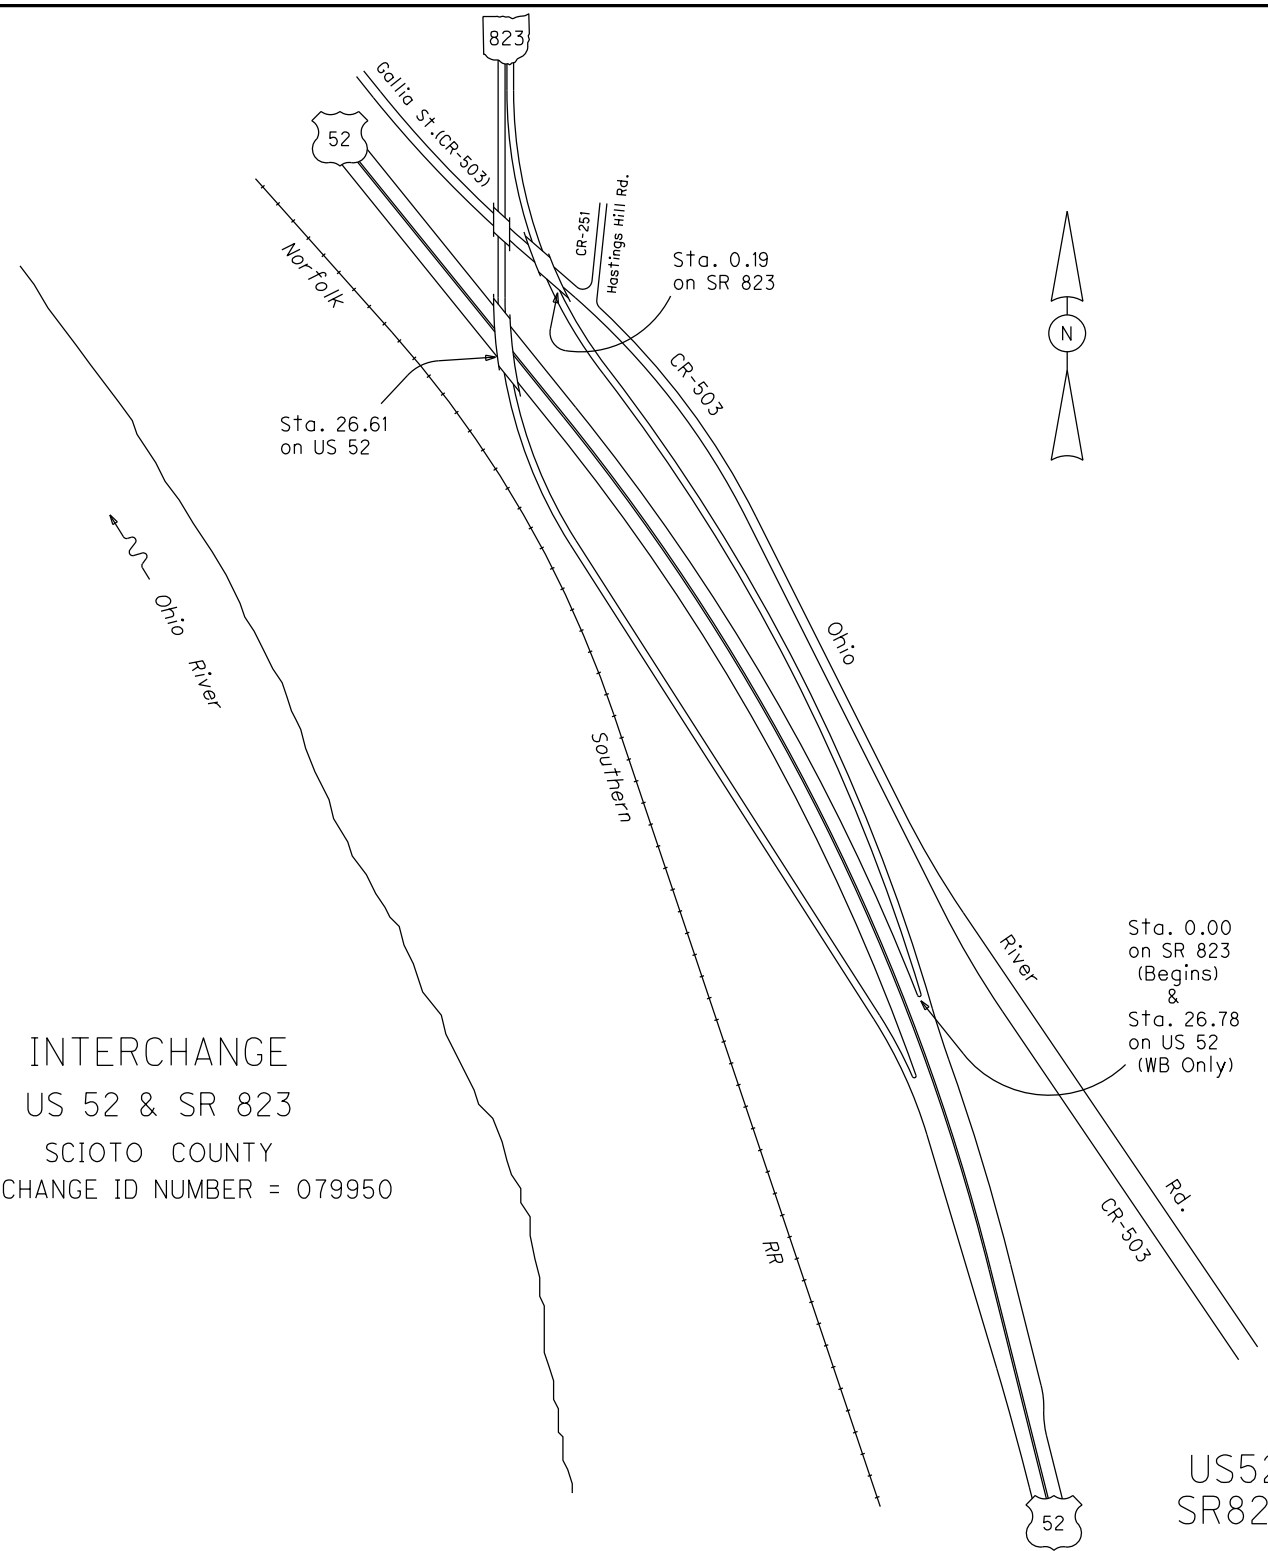 823
Gallia St.(CR-503)
52
Norfolk
CR-251
Hastings Hill Rd.
Sta. 0.19
on SR 823
N
CR-503
Sta. 26.61
on US 52
Ohio River
Ohio
Southern
River
Sta. 0.00
on SR 823
(Begins)
&
Sta. 26.78
on US 52
(WB Only)
INTERCHANGE
US 52 & SR 823
SCIOTO COUNTY
CHANGE ID NUMBER = 079950
Rd.
CR-503
RR
US52
SR82
52